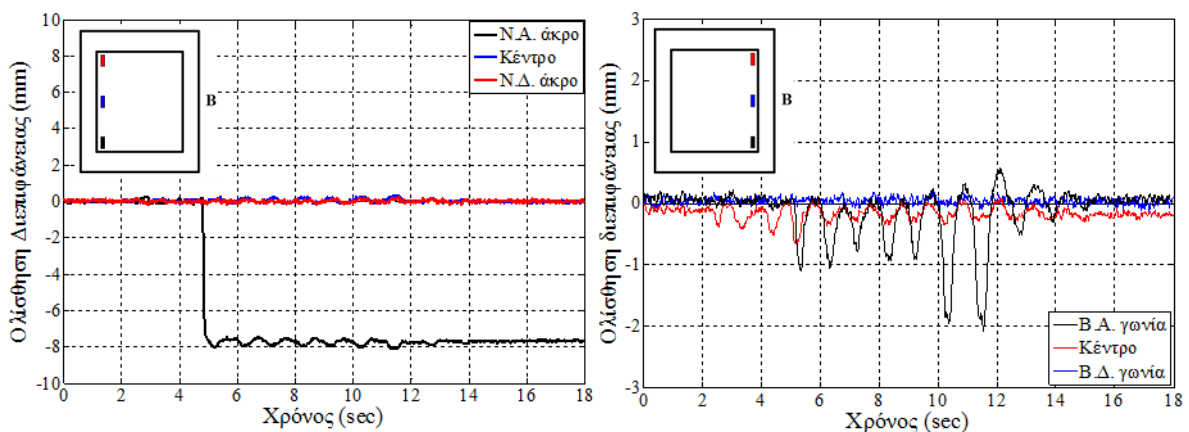 Ολίσθηση Διεπιφάνειας (mm)
10
8
6
4
2
0
-2
-4
-6
-8
-10
B
Ν.Α. άκρο
Κέντρο
Ν.Δ. άκρο
0 2 4 6 8 10 12 14 16 18
Χρόνος (sec)
Ολίσθηση διεπιφάνειας (mm)
3
2
1
0
-1
-2
-3
B
Β.Α. γωνία
Κέντρο
Β.Δ. γωνία
0 2 4 6 8 10 12 14 16 18
Χρόνος (sec)